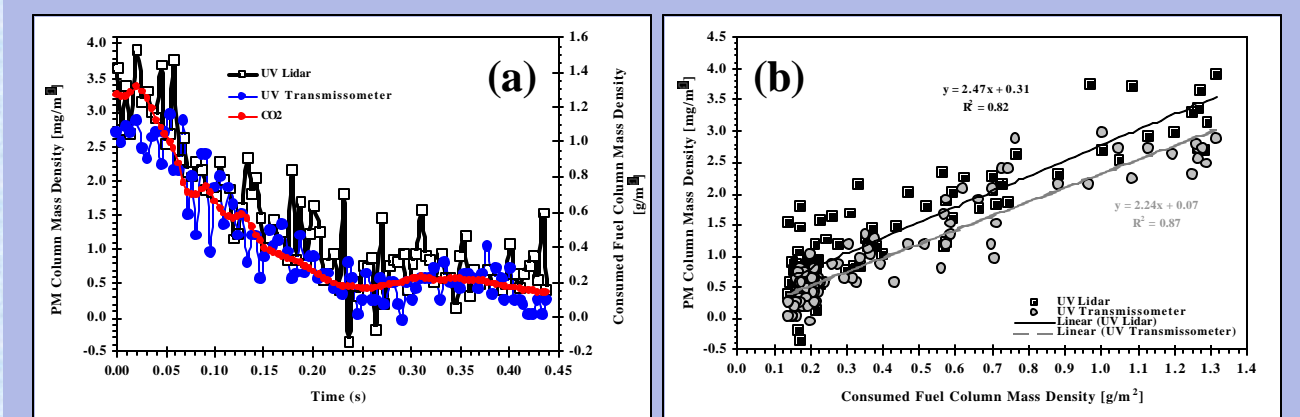 (a)
UV Lidar
UV Transmissometer
CO2
4.0
3.5
3.0
2.5
2.0
1.5
1.0
0.5
0.0
-0.5
PM Column Mass Density [mg/m
1.6
1.4
1.2
1.0
0.8
0.6
0.4
0.2
0.0
-0.2
Consumed Fuel Column Mass Density
[g/m
0.00 0.05 0.10 0.15 0.20 0.25 0.30 0.35 0.40 0.45
Time (s)
(b)
y = 2.47x + 0.31
R² = 0.82
y = 2.24x + 0.07
R² = 0.87
UV Lidar
UV Transmissometer
Linear (UV Lidar)
Linear (UV Transmissometer)
4.5
4.0
3.5
3.0
2.5
2.0
1.5
1.0
0.5
0.0
-0.5
PM Column Mass Density [mg/m
0.0 0.1 0.2 0.3 0.4 0.5 0.6 0.7 0.8 0.9 1.0 1.1 1.2 1.3 1.4
Consumed Fuel Column Mass Density [g/m²]